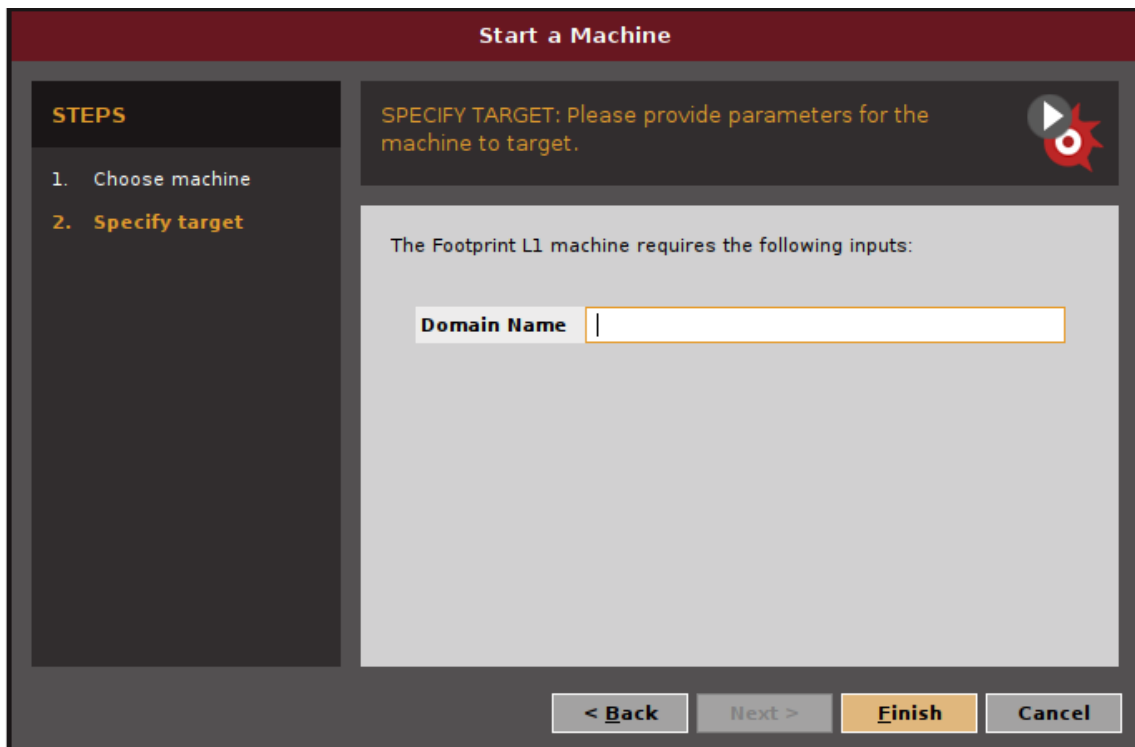 Start a Machine
STEPS
1. Choose machine
2. Specify target
SPECIFY TARGET: Please provide parameters for the
machine to target.
The Footprint L1 machine requires the following inputs:
Domain Name
< Back
Next >
Finish
Cancel